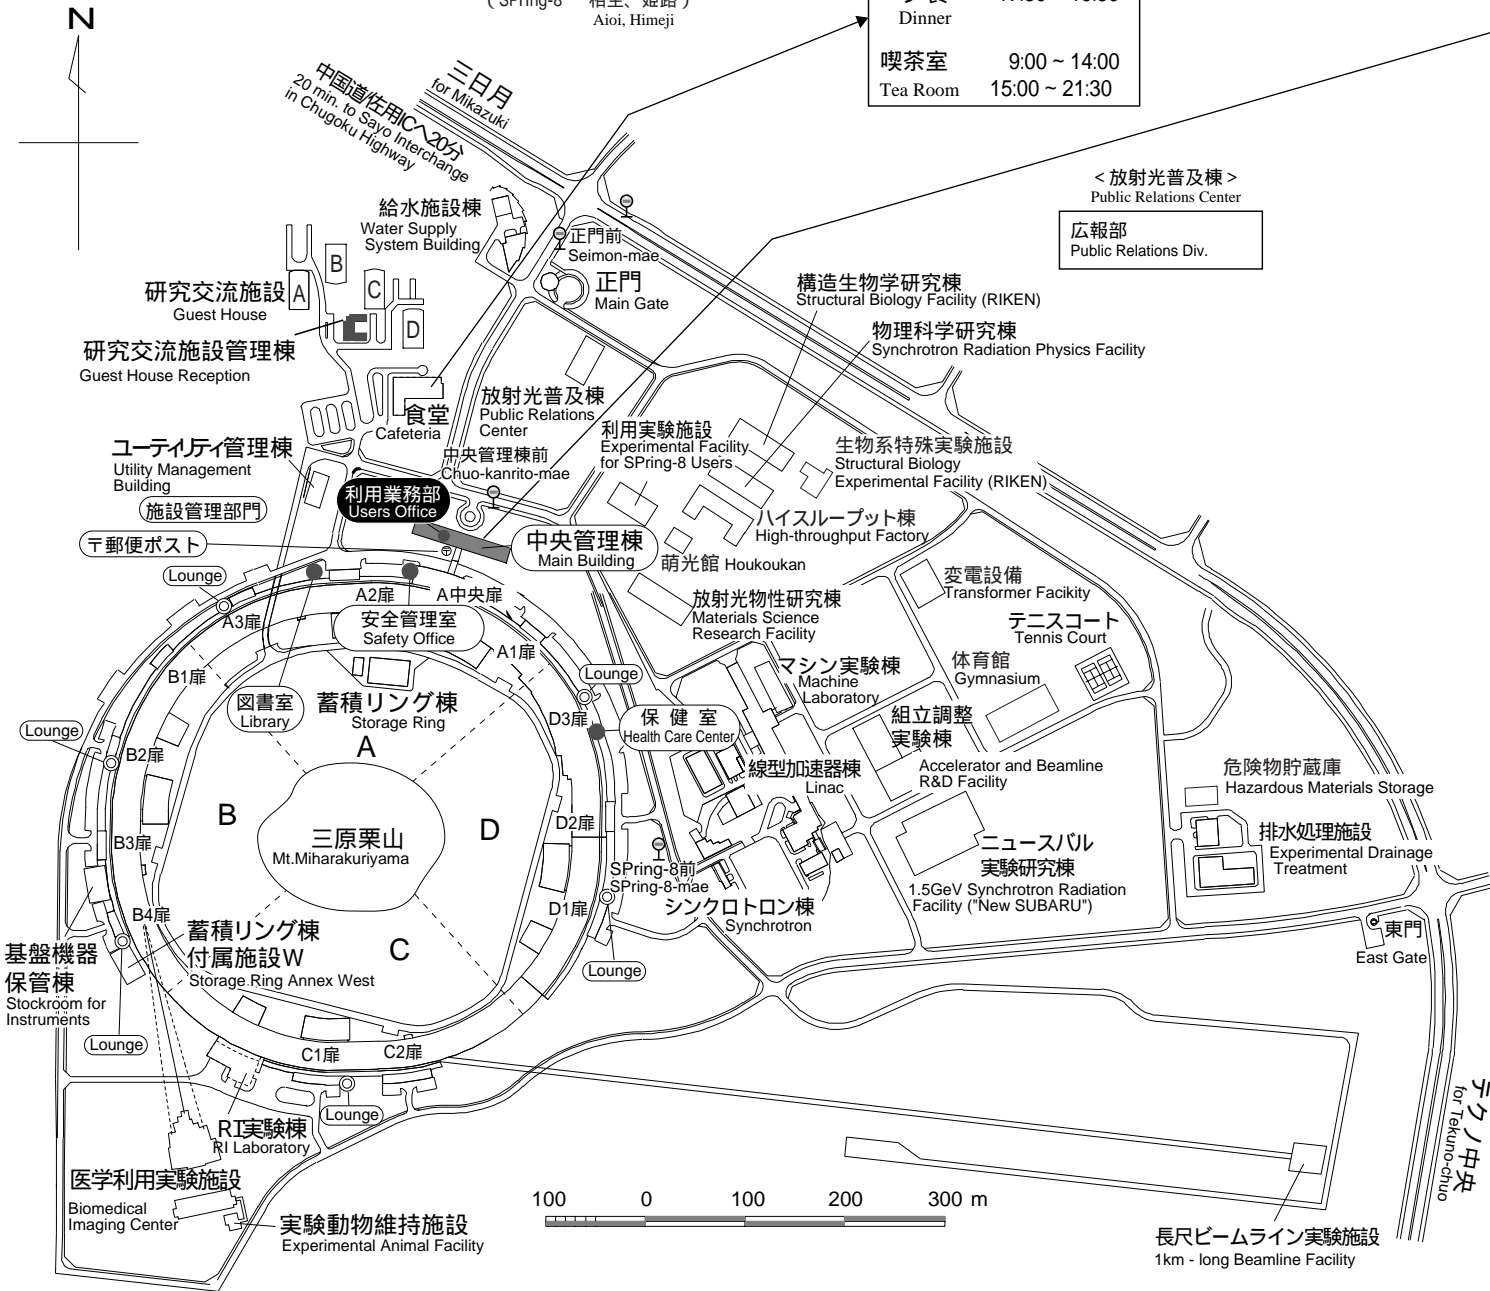 N
Aioi, Himeji
Dinner
喫茶室 9:00 ~ 14:00
Tea Room 15:00 ~ 21:30
三日月
for Mikazuki
中国道佐用ICへ20分
20 min. to Sayo Interchange
in Chugoku Highway
<放射光普及棟>
Public Relations Center
広報部
Public Relations Div.
給水施設棟
Water Supply
System Building
正門前
Seimon-mae
正門
Main Gate
A
B
C
D
研究交流施設
Guest House
研究交流施設管理棟
Guest House Reception
構造生物学研究棟
Structural Biology Facility (RIKEN)
物理科学研究棟
Synchrotron Radiation Physics Facility
食堂
Cafeteria
放射光普及棟
Public Relations
Center
中央管理棟前
Chuo-kanrito-mae
利用実験施設
Experimental Facility
for SPring-8 Users
生物系特殊実験施設
Structural Biology
Experimental Facility (RIKEN)
ユーティリティ管理棟
Utility Management
Building
施設管理部門
〒郵便ポスト
利用業務部
Users Office
中央管理棟
Main Building
ハイスループット棟
High-throughput Factory
萌光館 Houkoukan
変電設備
Transformer Facikity
放射光物性研究棟
Materials Science
Research Facility
テニスコート
Tennis Court
体育館
Gymnasium
マシン実験棟
Machine
Laboratory
組立調整
実験棟
Accelerator and Beamline
R&D Facility
線型加速器棟
Linac
Lounge
A3扉
A2扉
A中央扉
安全管理室
Safety Office
A1扉
B1扉
図書室
Library
蓄積リング棟
Storage Ring
Lounge
D3扉
保健室
Health Care Center
Lounge
B2扉
A
B
D
C
三原栗山
Mt.Miharakuriyama
B3扉
D2扉
SPring-8前
SPring-8-mae
D1扉
シンクロトロン棟
Synchrotron
ニュースバル
実験研究棟
1.5GeV Synchrotron Radiation
Facility ("New SUBARU")
危険物貯蔵庫
Hazardous Materials Storage
排水処理施設
Experimental Drainage
Treatment
東門
East Gate
B4扉
蓄積リング棟
付属施設W
Storage Ring Annex West
基盤機器
保管棟
Stockroom for
Instruments
Lounge
Lounge
C1扉
C2扉
Lounge
RI実験棟
RI Laboratory
医学利用実験施設
Biomedical
Imaging Center
実験動物維持施設
Experimental Animal Facility
100 0 100 200 300 m
長尺ビームライン実験施設
1km - long Beamline Facility
テクノ中央
for Tekuno-chuo